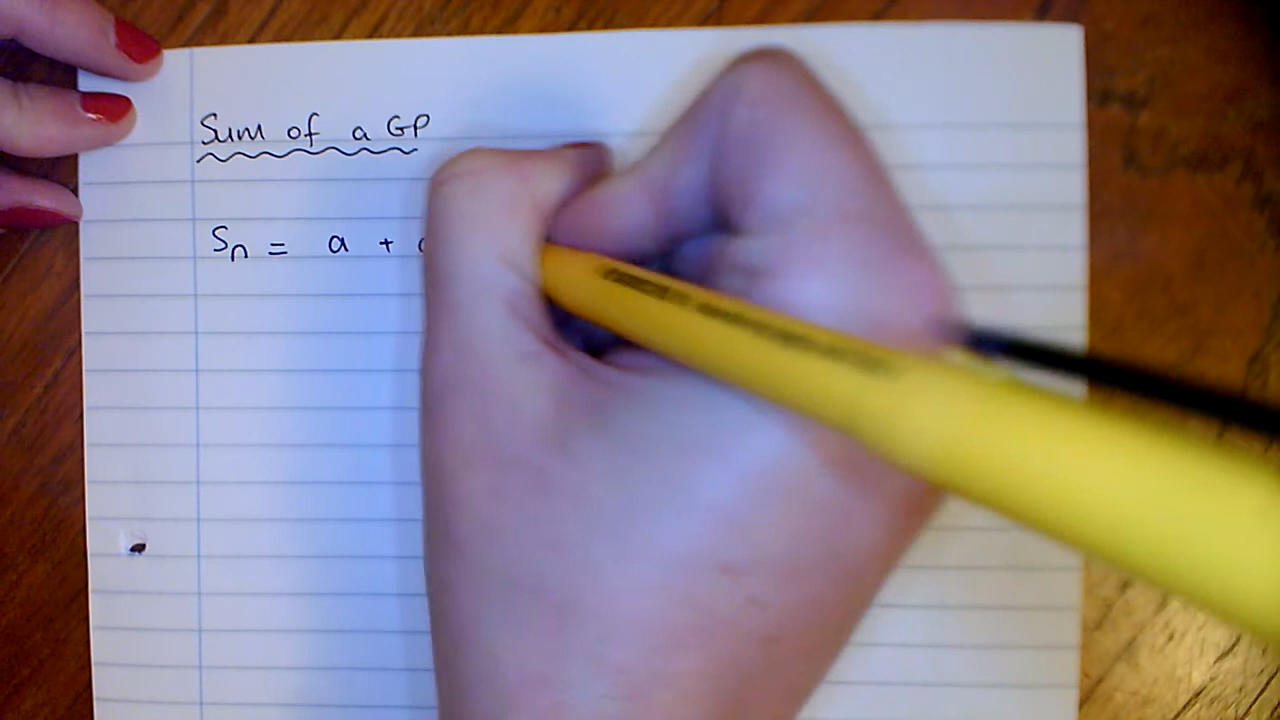 Sum of a GP
Sn = a +